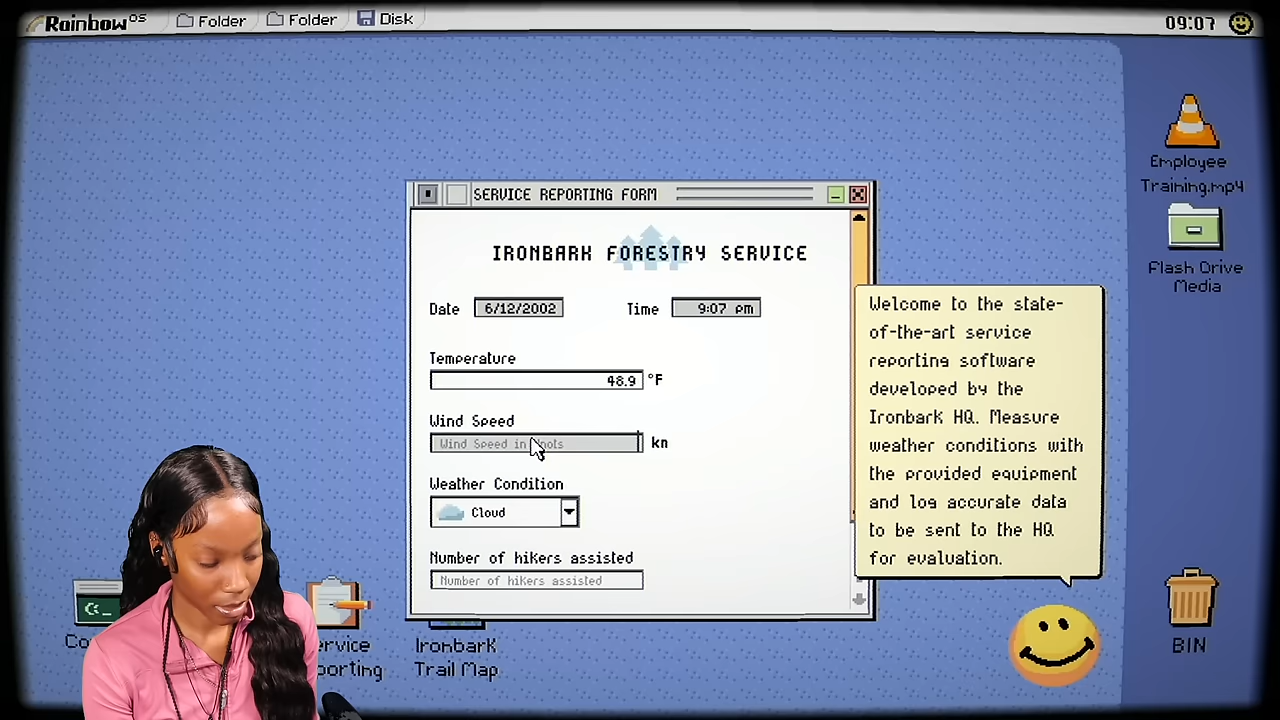 RainbowOS
Folder
Folder
Disk
09:07
Employee
Training.mp4
Flash Drive
Media
SERVICE REPORTING FORM
IRONBARK FORESTRY SERVICE
Date 6/12/2002 Time 9:07 pm
Temperature
48.9 °F
Wind Speed
Wind Speed in knots kn
Weather Condition
Cloud
Number of hikers assisted
Number of hikers assisted
Welcome to the state-
of-the-art service
reporting software
developed by the
Ironbark HQ. Measure
weather conditions with
the provided equipment
and log accurate data
to be sent to the HQ
for evaluation.
Ironbark
Trail Map
BIN